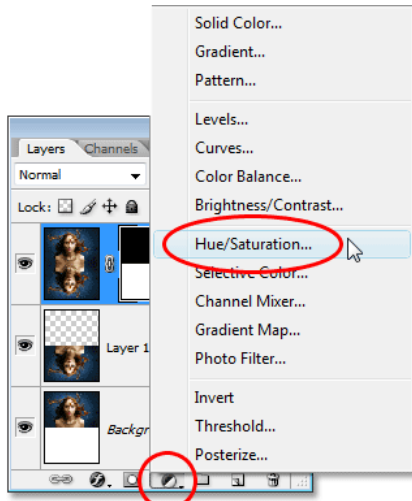 Solid Color...
Gradient...
Pattern...
Levels...
Curves...
Color Balance...
Brightness/Contrast...
Hue/Saturation...
Selective Color...
Channel Mixer...
Gradient Map...
Photo Filter...
Invert
Threshold...
Posterize...
Layers Channels
Normal
Lock:
Layer 1
Backgr